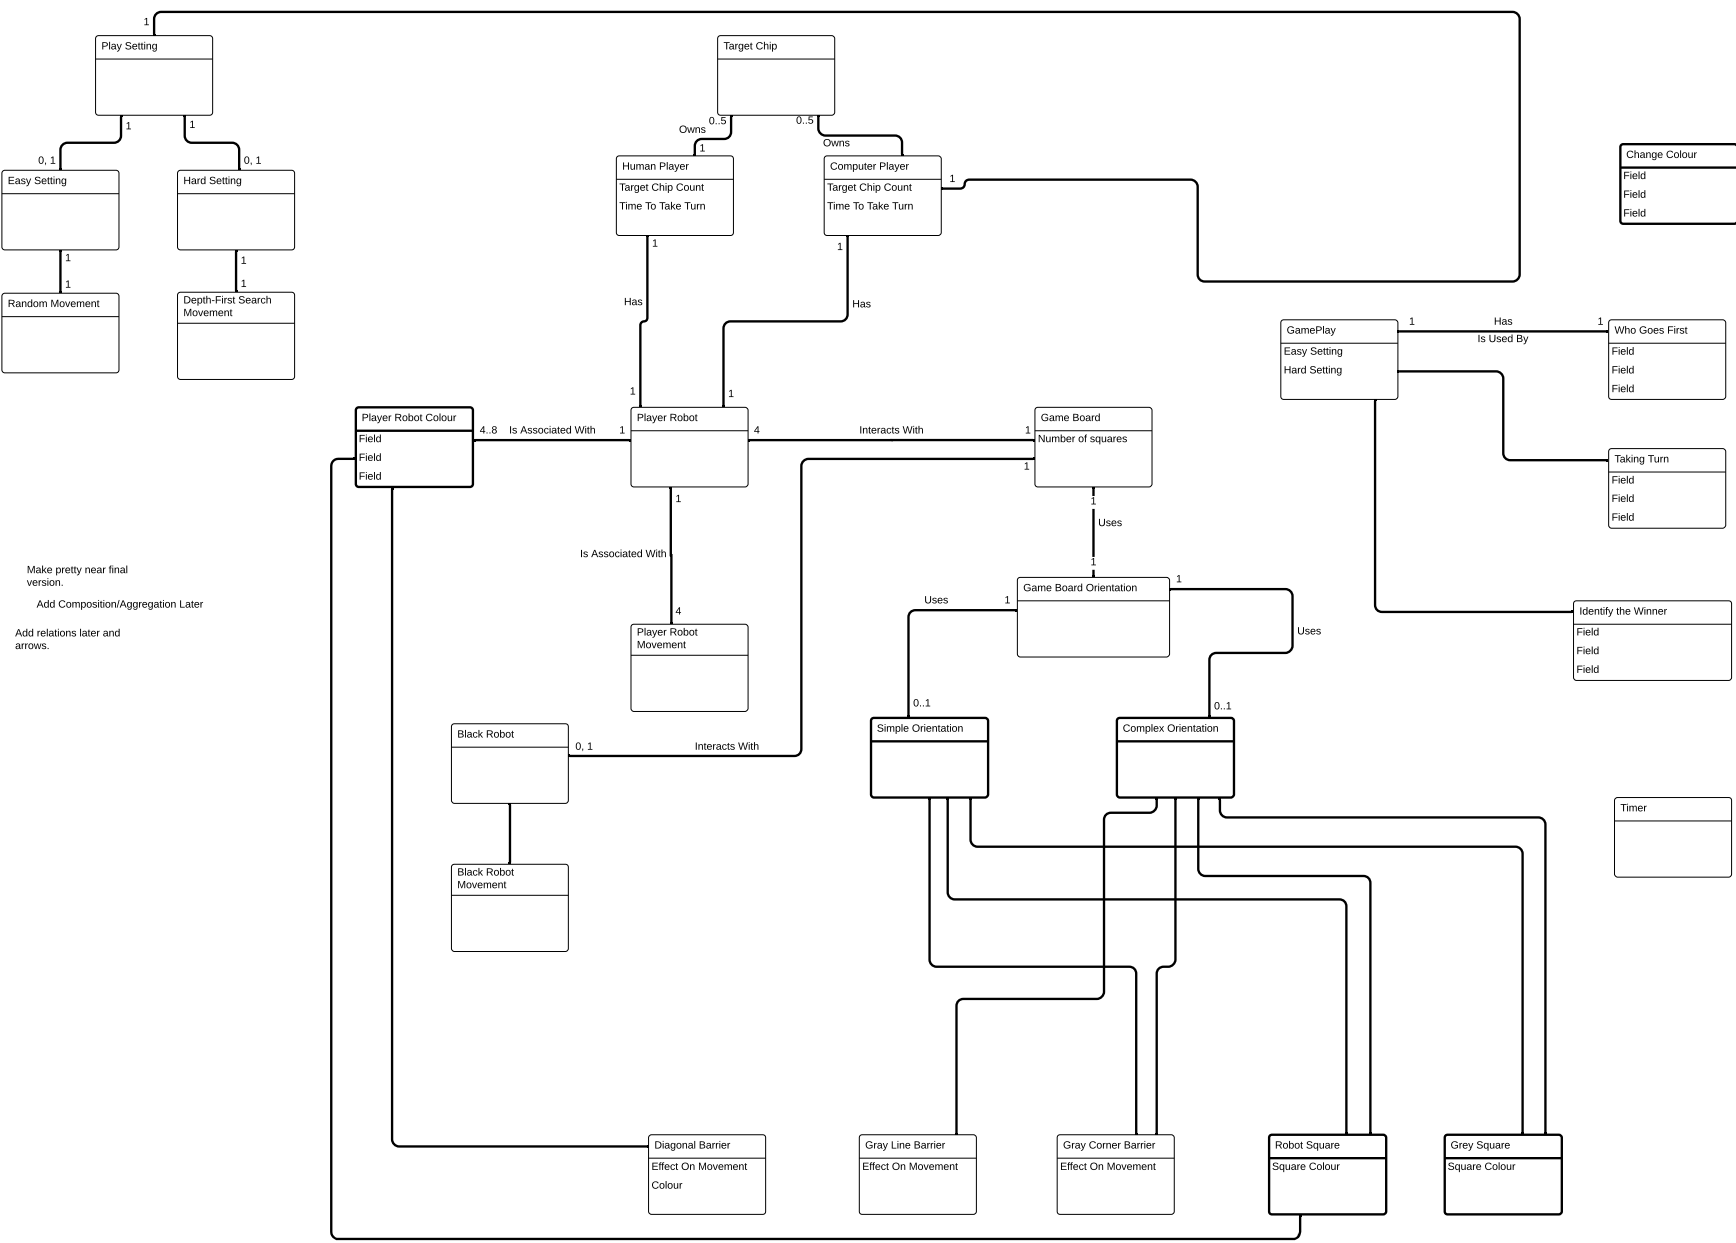 1
Play Setting
Target Chip
1
1
0..5
0..5
Owns
Owns
1
Change Colour
Field
Field
Field
0, 1
0, 1
Easy Setting
Hard Setting
Human Player
Target Chip Count
Time To Take Turn
Computer Player
Target Chip Count
Time To Take Turn
1
1
1
1
1
1
1
Random Movement
Depth-First Search
Movement
Has
Has
GamePlay
Easy Setting
Hard Setting
1
Has
1
Is Used By
Who Goes First
Field
Field
Field
1
1
Player Robot Colour
Field
Field
Field
4..8
Is Associated With
1
Player Robot
4
Interacts With
1
1
Game Board
Number of squares
Taking Turn
Field
Field
Field
1
Is Associated With
4
1
Uses
1
Make pretty near final
version.
Add Composition/Aggregation Later
Add relations later and
arrows.
Game Board Orientation
Uses
1
1
Uses
Identify the Winner
Field
Field
Field
Player Robot
Movement
0..1
0..1
Black Robot
0, 1
Interacts With
Simple Orientation
Complex Orientation
Timer
Black Robot
Movement
Diagonal Barrier
Effect On Movement
Colour
Gray Line Barrier
Effect On Movement
Gray Corner Barrier
Effect On Movement
Robot Square
Square Colour
Grey Square
Square Colour